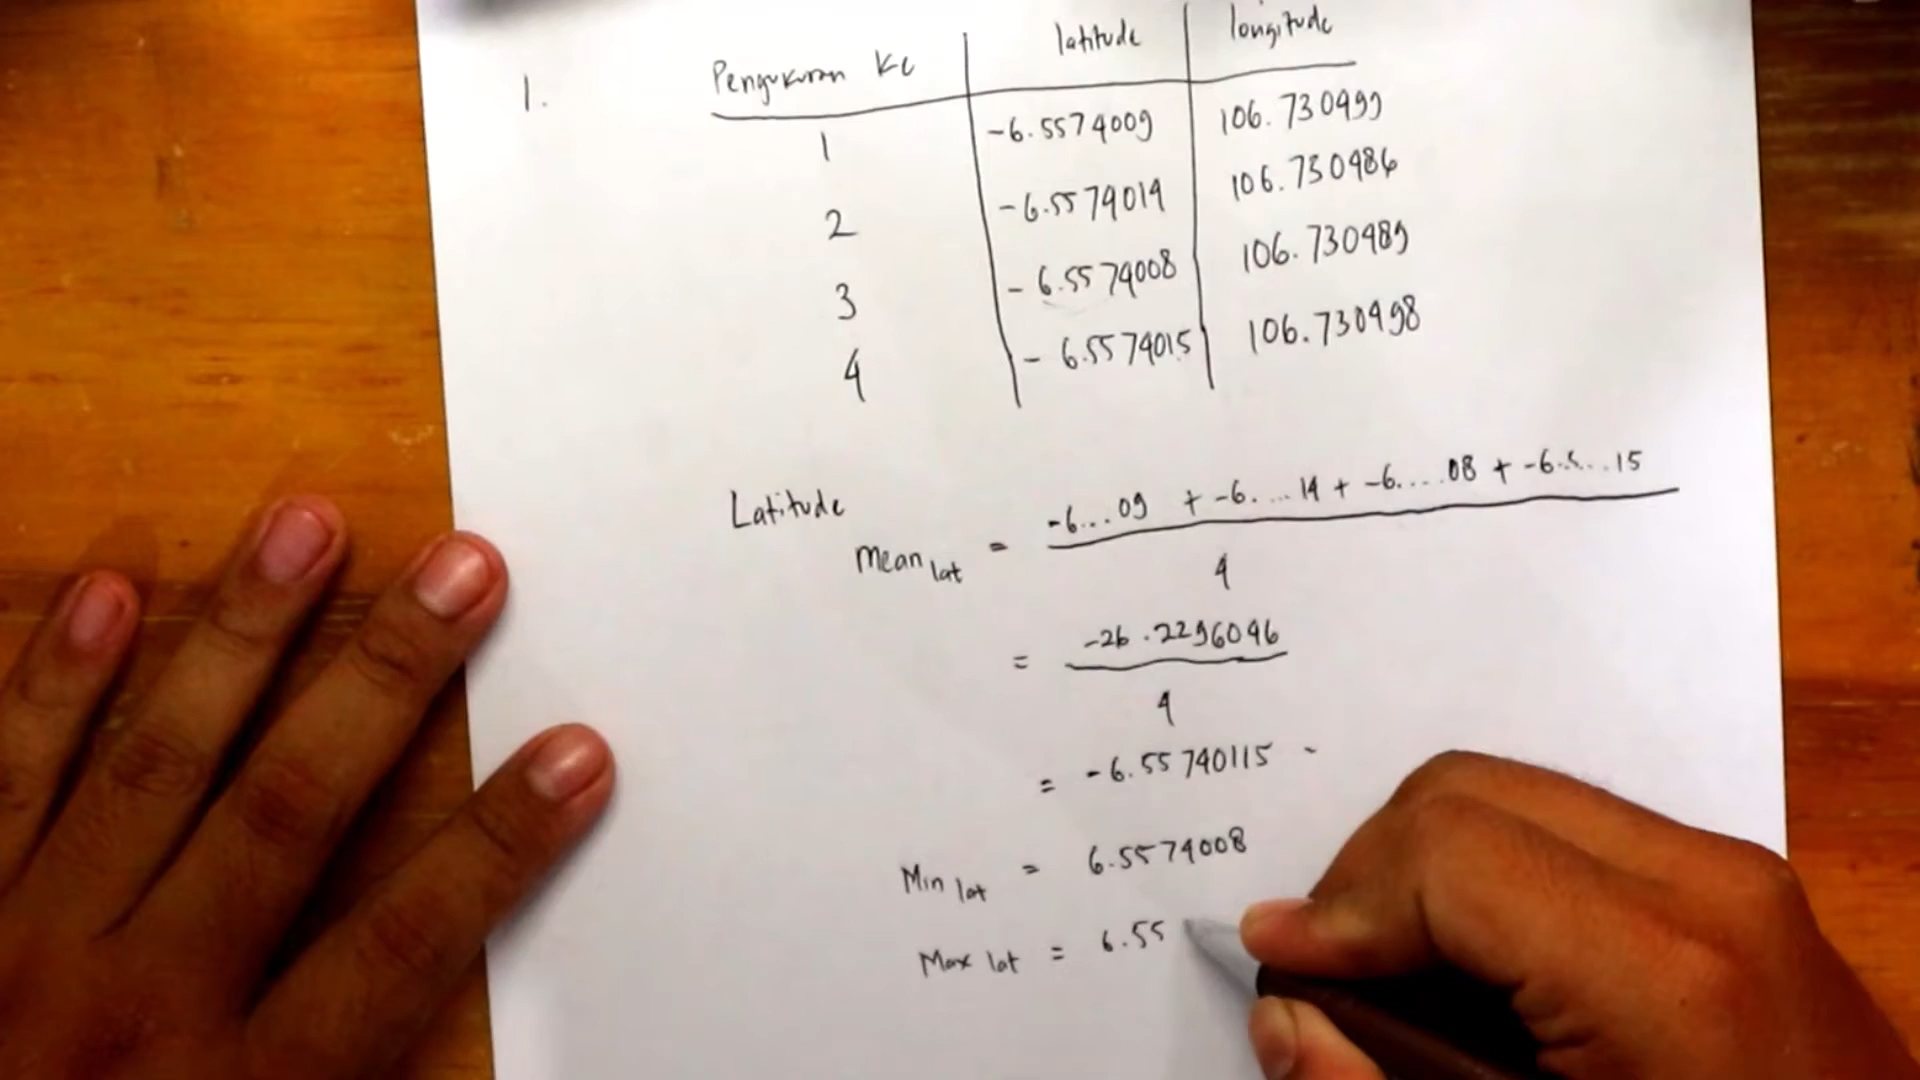 1.
Pengukuran Ke latitude longitude
1 -6.5574009 106.730499
2 -6.5574014 106.730486
3 - 6.5574008 106.730489
4 - 6.5574015 106.730498
Latitude
Mean lat = -6...09 + -6....14 + -6....08 + -6.5...15
4
= -26.2296046
4
= -6.55740115 -
Min lat = 6.5574008
Max lat = 6.55